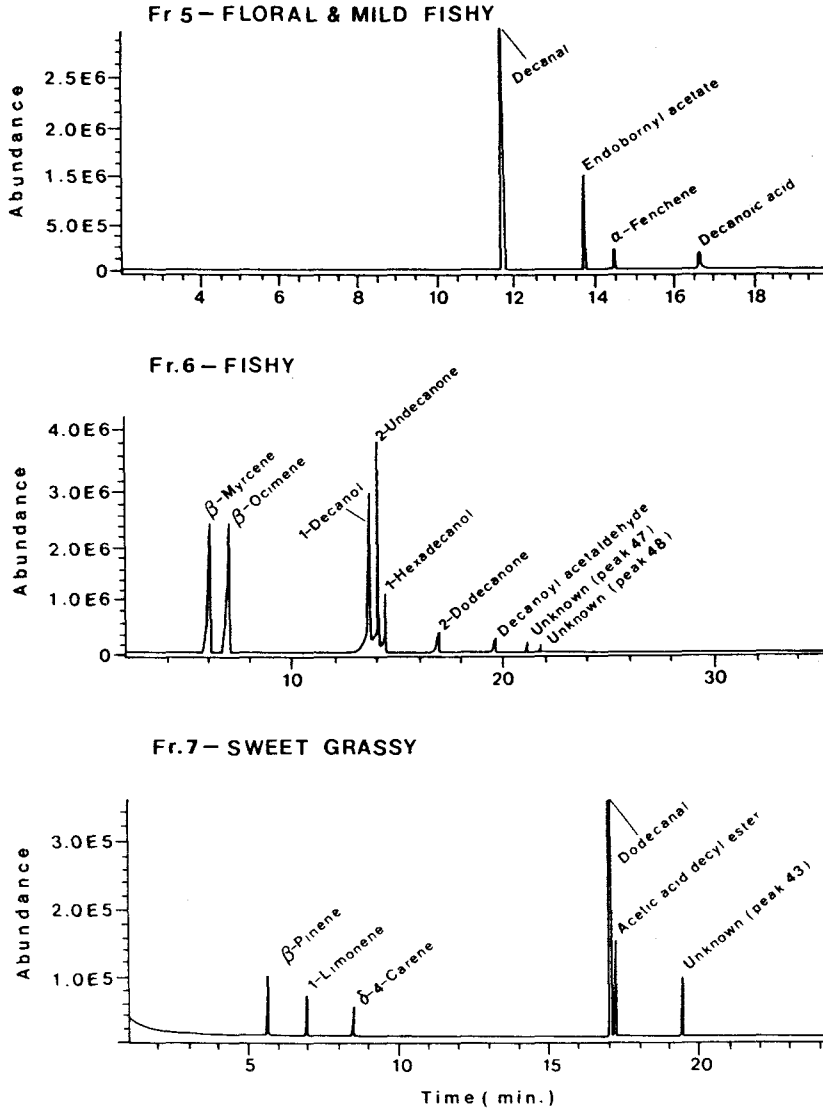 Fr 5 – FLORAL & MILD FISHY
Abundance
2.5E6
2.0E6
1.5E6
5.0E5
0
Decanal
Endobornyl acetate
α-Fenchene
Decanoic acid
4 6 8 10 12 14 16 18
Fr.6 – FISHY
Abundance
4.0E6
3.0E6
2.0E6
1.0E6
0
β-Myrcene
β-Ocimene
1-Decanol
2-Undecanone
1-Hexadecanol
2-Dodecanone
Decanoyl acetaldehyde
Unknown (peak 47)
Unknown (peak 48)
10 20 30
Fr.7 – SWEET GRASSY
Abundance
3.0E5
2.0E5
1.0E5
β-Pinene
1-Limonene
δ-4-Carene
Dodecanal
Acetic acid decyl ester
Unknown (peak 43)
5 10 15 20
Time ( min.)